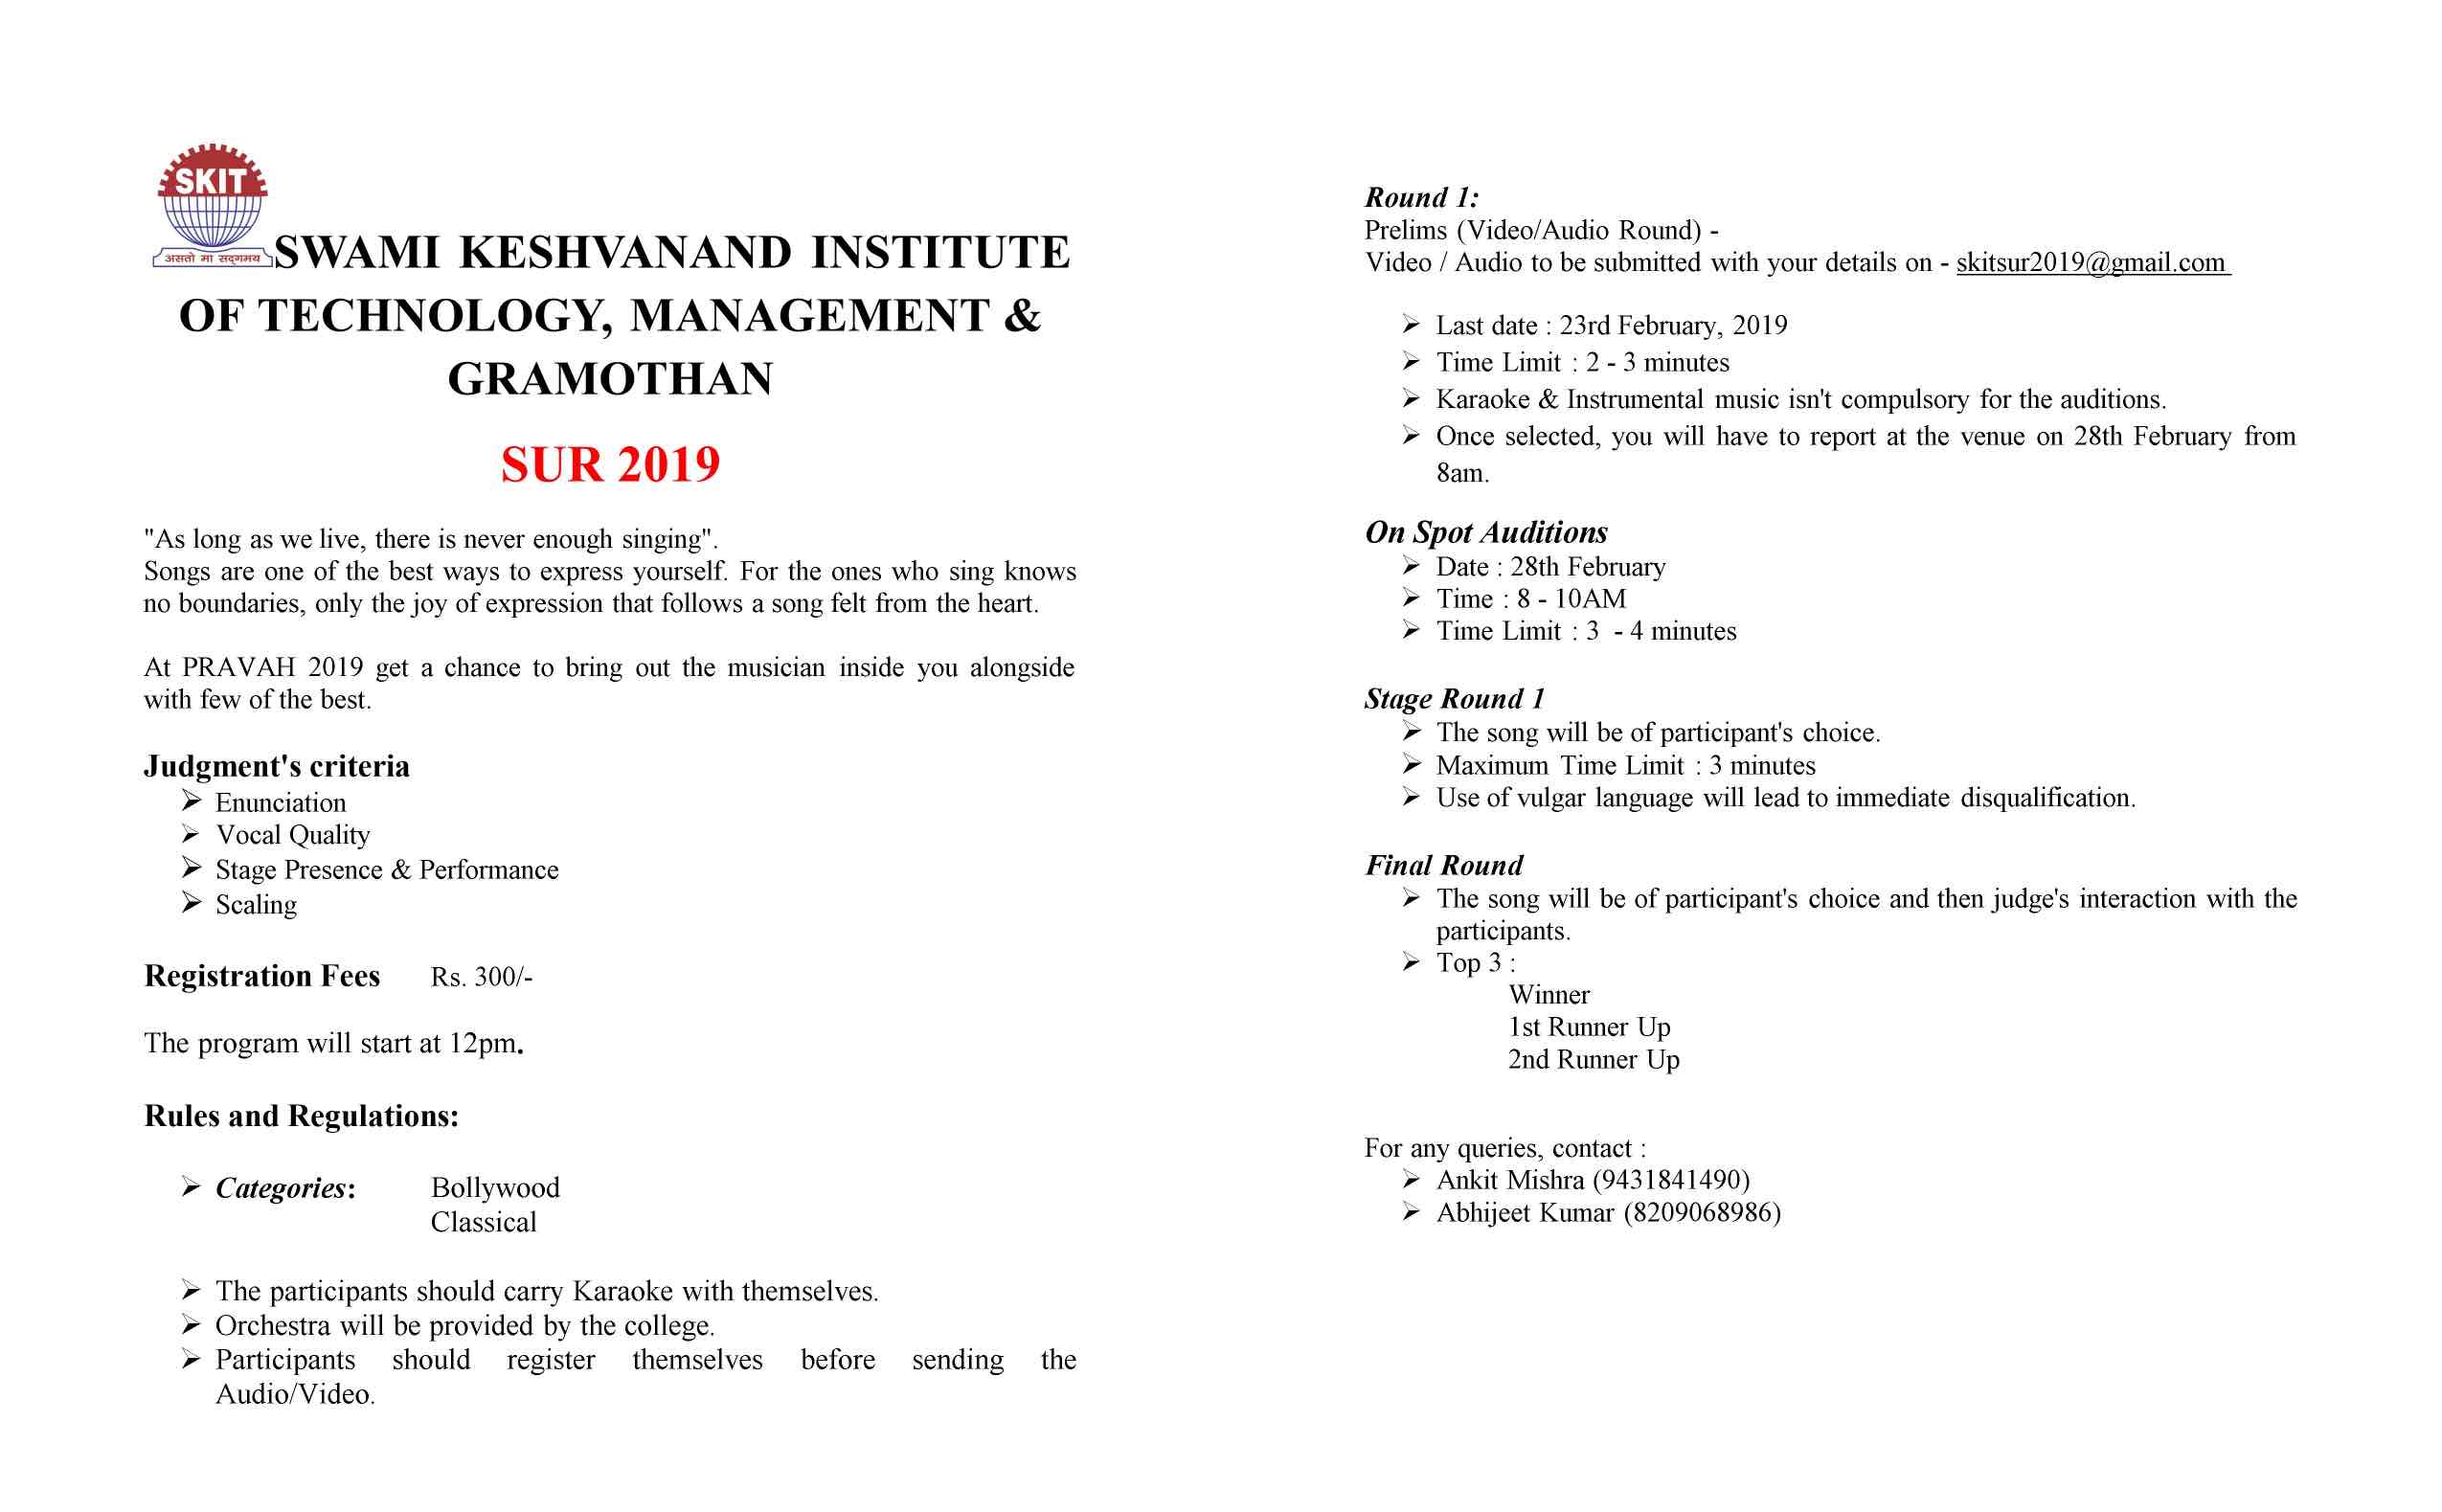 SKIT
असतो मा सद्गमय
SWAMI KESHVANAND INSTITUTE
OF TECHNOLOGY, MANAGEMENT &
GRAMOTHAN
SUR 2019
"As long as we live, there is never enough singing".
Songs are one of the best ways to express yourself. For the ones who sing knows
no boundaries, only the joy of expression that follows a song felt from the heart.
At PRAVAH 2019 get a chance to bring out the musician inside you alongside
with few of the best.
Judgment's criteria
➢ Enunciation
➢ Vocal Quality
➢ Stage Presence & Performance
➢ Scaling
Registration Fees Rs. 300/-
The program will start at 12pm.
Rules and Regulations:
➢ Categories: Bollywood
Classical
➢ The participants should carry Karaoke with themselves.
➢ Orchestra will be provided by the college.
➢ Participants should register themselves before sending the
Audio/Video.
Round 1:
Prelims (Video/Audio Round) -
Video / Audio to be submitted with your details on - skitsur2019@gmail.com
➢ Last date : 23rd February, 2019
➢ Time Limit : 2 - 3 minutes
➢ Karaoke & Instrumental music isn't compulsory for the auditions.
➢ Once selected, you will have to report at the venue on 28th February from
8am.
On Spot Auditions
➢ Date : 28th February
➢ Time : 8 - 10AM
➢ Time Limit : 3 - 4 minutes
Stage Round 1
➢ The song will be of participant's choice.
➢ Maximum Time Limit : 3 minutes
➢ Use of vulgar language will lead to immediate disqualification.
Final Round
➢ The song will be of participant's choice and then judge's interaction with the
participants.
➢ Top 3 :
Winner
1st Runner Up
2nd Runner Up
For any queries, contact :
➢ Ankit Mishra (9431841490)
➢ Abhijeet Kumar (8209068986)